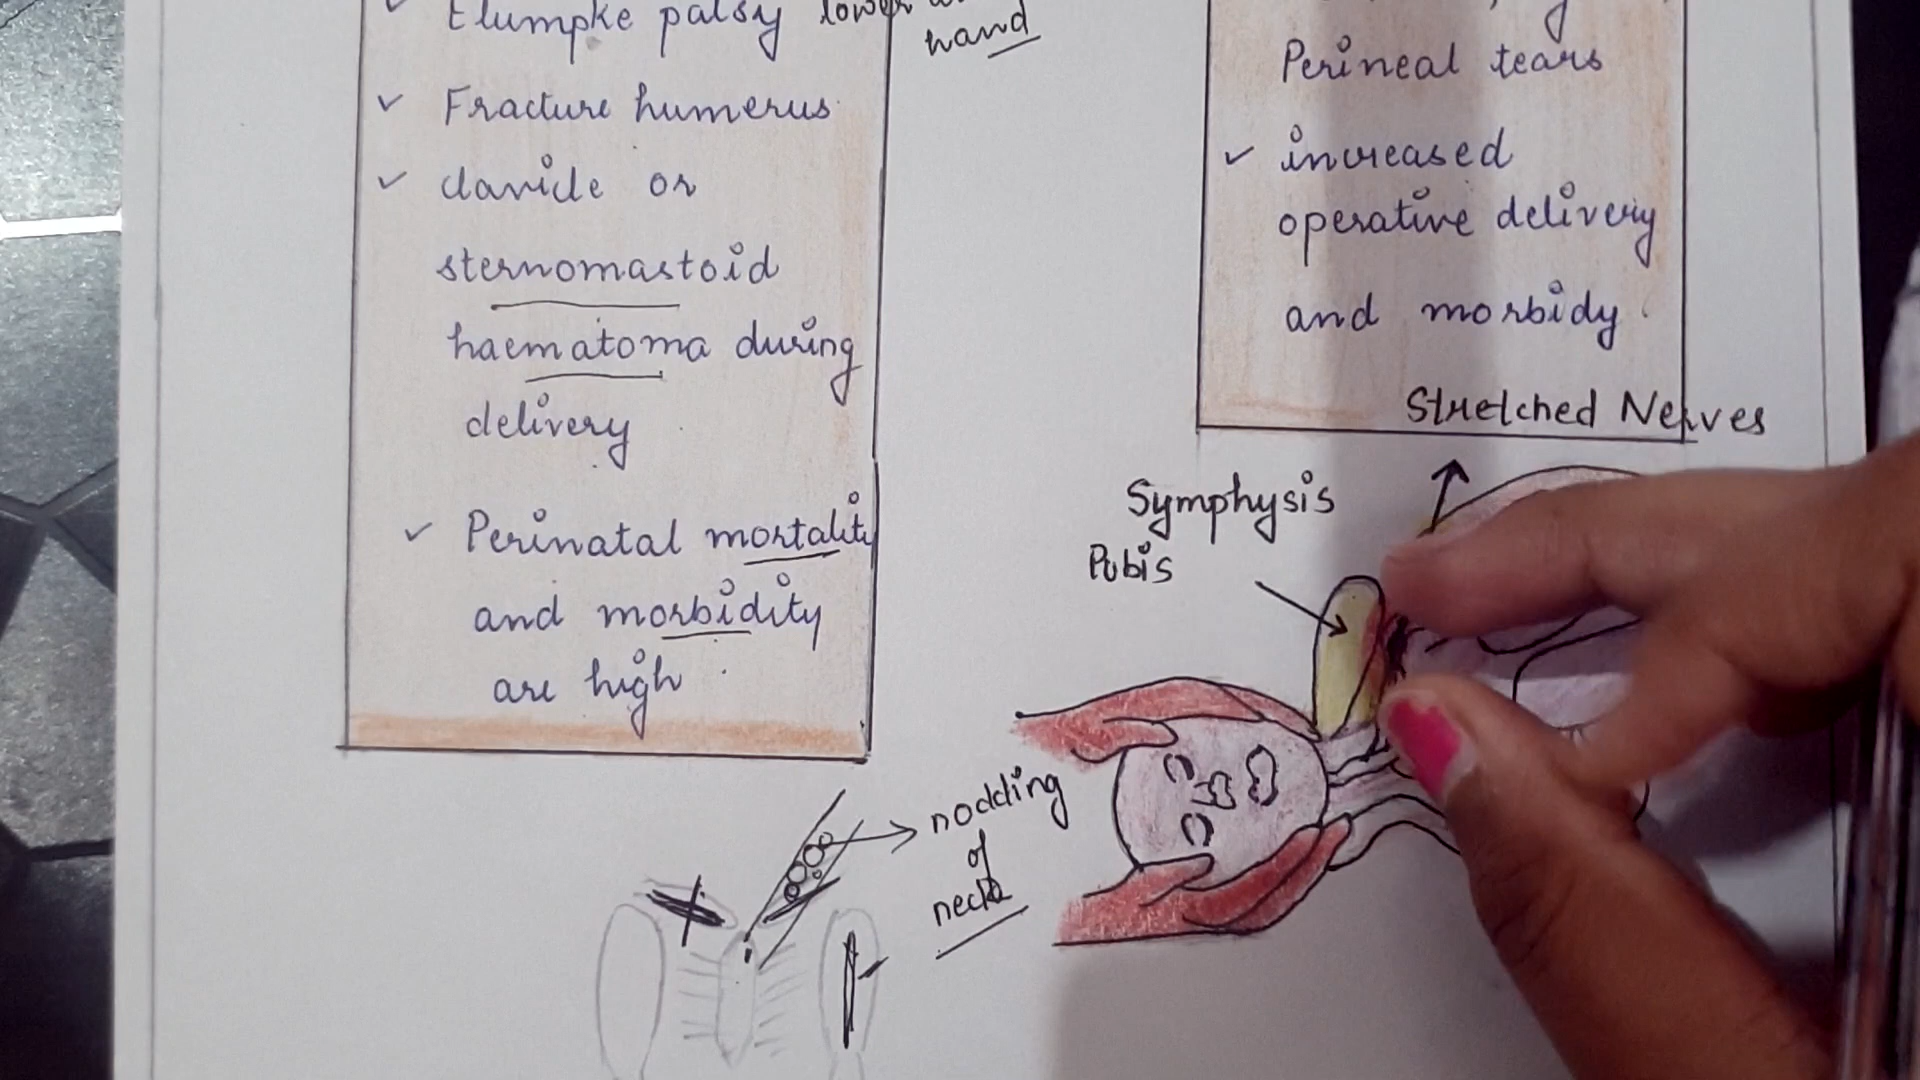 Elumpke palsy lower
hand
Fracture humerus
clavicle or
sternomastoid
haematoma during
delivery
Perinatal mortality
and morbidity
are high
Perineal tears
increased
operative delivery
and morbidy
Stretched Nerves
Symphysis
Pubis
nodding
of
neck